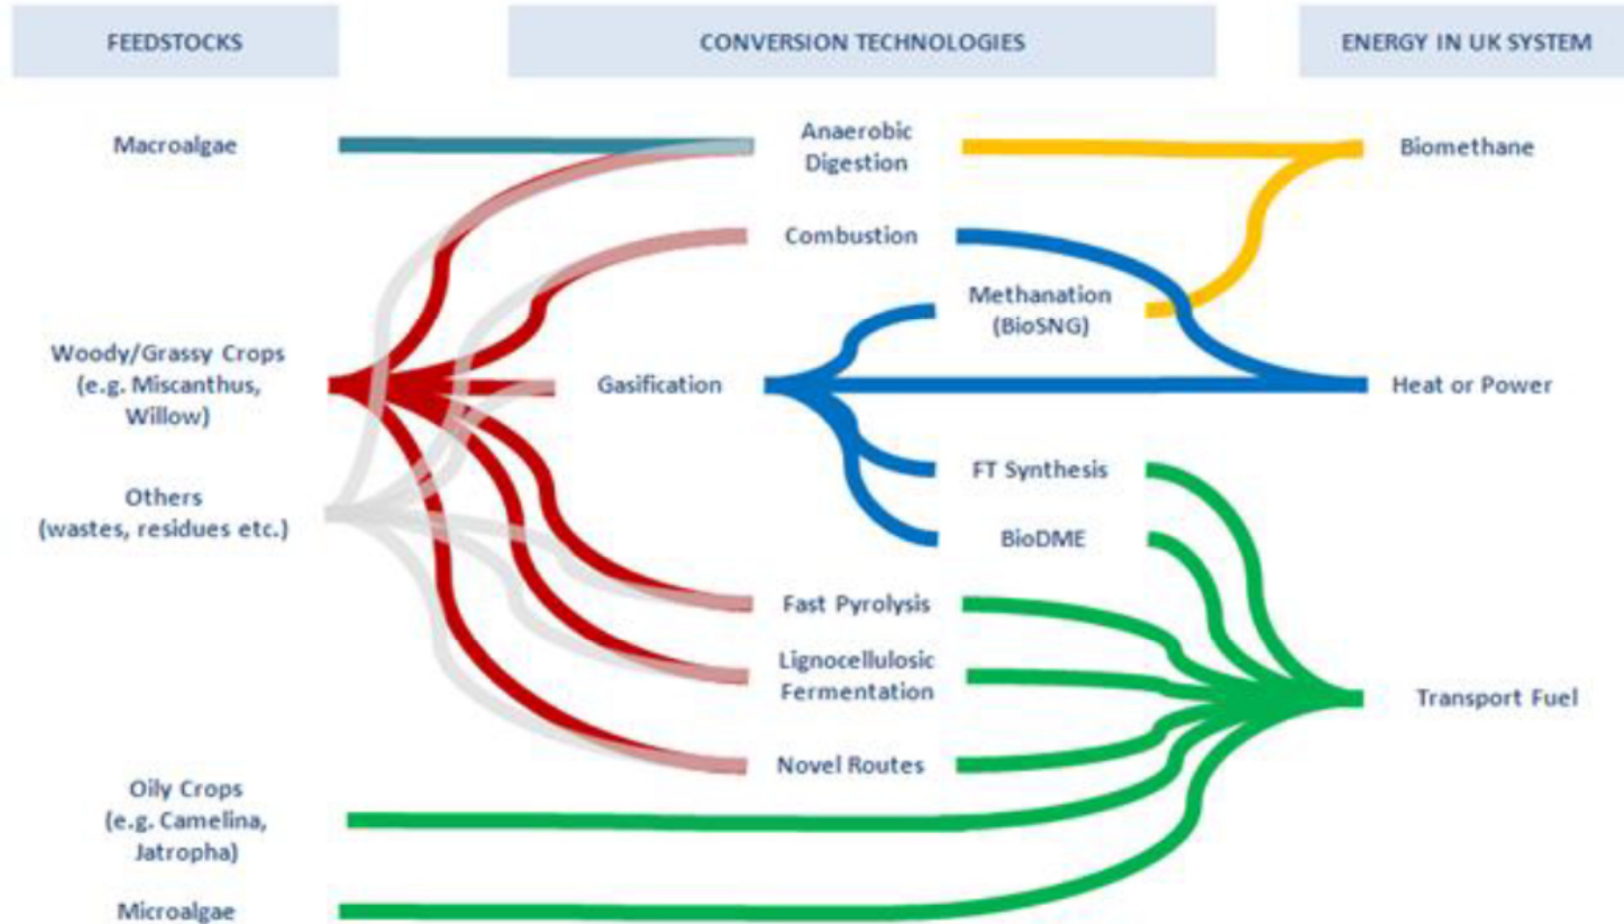 FEEDSTOCKS
CONVERSION TECHNOLOGIES
ENERGY IN UK SYSTEM
Macroalgae
Anaerobic
Digestion
Biomethane
Combustion
Methanation
(BioSNG)
Woody/Grassy Crops
(e.g. Miscanthus,
Willow)
Gasification
Heat or Power
Others
(wastes, residues etc.)
FT Synthesis
BioDME
Fast Pyrolysis
Lignocellulosic
Fermentation
Transport Fuel
Novel Routes
Oily Crops
(e.g. Camelina,
Jatropha)
Microalgae